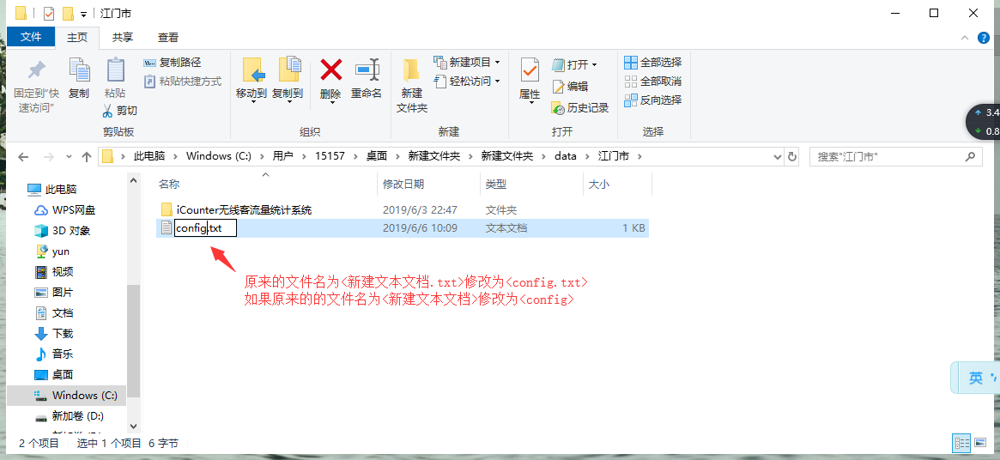 江门市
文件 主页 共享 查看
固定到"快速访问"
复制
粘贴
复制路径
粘贴快捷方式
剪切
剪贴板
移动到
复制到
删除
重命名
组织
新建文件夹
新建项目
轻松访问
新建
属性
打开
编辑
历史记录
打开
全部选择
全部取消
反向选择
选择
3.4
0.8
此电脑 > Windows (C:) > 用户 > 15157 > 桌面 > 新建文件夹 > 新建文件夹 > data > 江门市 >
搜索"江门市"
此电脑
WPS网盘
3D 对象
yun
视频
图片
文档
下载
音乐
桌面
Windows (C:)
新加卷 (D:)
名称 修改日期 类型 大小
iCounter无线客流量统计系统 2019/6/3 22:47 文件夹
config.txt 2019/6/6 10:09 文本文档 1 KB
原来的文件名为<新建文本文档.txt>修改为<config.txt>
如果原来的的文件名为<新建文本文档>修改为<config>
英
2 个项目 选中 1 个项目 6 字节